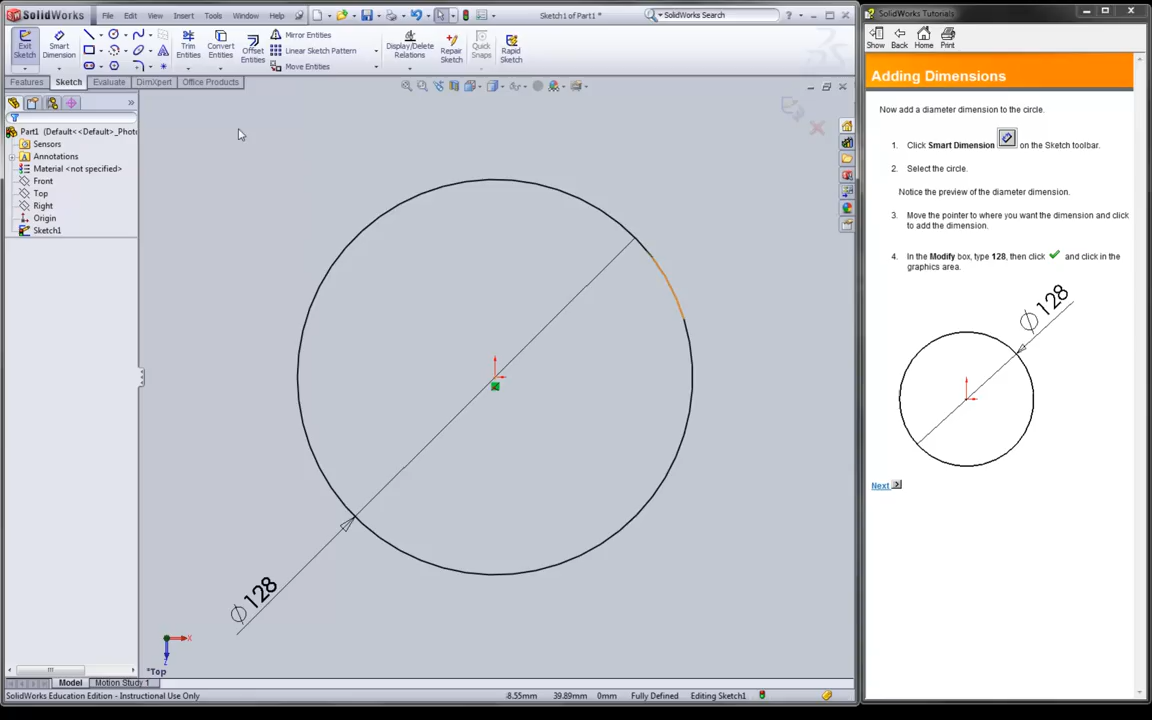 SolidWorks
File
Edit
View
Insert
Tools
Window
Help
Sketch1 of Part1 *
SolidWorks Search
?
Exit Sketch
Smart Dimension
Trim Entities
Convert Entities
Offset Entities
Mirror Entities
Linear Sketch Pattern
Move Entities
Display/Delete Relations
Repair Sketch
Quick Snaps
Rapid Sketch
Features
Sketch
Evaluate
DimXpert
Office Products
Part1 (Default<<Default>_Phot
Sensors
Annotations
Material <not specified>
Front
Top
Right
Origin
Sketch1
∅128
X
Z
*Top
Model
Motion Study 1
SolidWorks Education Edition - Instructional Use Only
8.55mm
39.89mm
0mm
Fully Defined
Editing Sketch1
SolidWorks Tutorials
Show
Back
Home
Print
Adding Dimensions
Now add a diameter dimension to the circle.
1. Click Smart Dimension on the Sketch toolbar.
2. Select the circle.
Notice the preview of the diameter dimension.
3. Move the pointer to where you want the dimension and click
to add the dimension.
4. In the Modify box, type 128, then click and click in the
graphics area.
∅128
Next